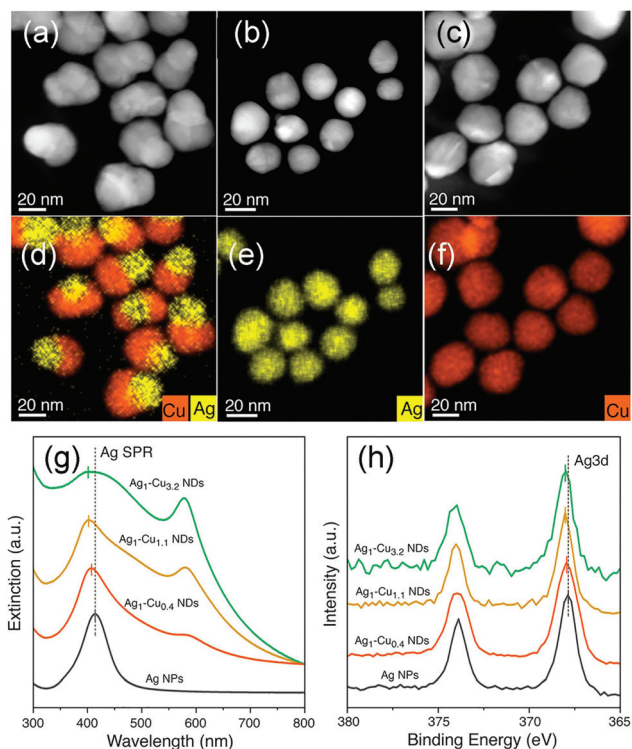 (a)
20 nm
(b)
20 nm
(c)
20 nm
(d)
20 nm
Cu
Ag
(e)
20 nm
Ag
(f)
20 nm
Cu
(g)
Ag SPR
Ag₁-Cu₃.₂ NDs
Ag₁-Cu₁.₁ NDs
Ag₁-Cu₀.₄ NDs
Ag NPs
Extinction (a.u.)
300 400 500 600 700 800
Wavelength (nm)
(h)
Ag3d
Ag₁-Cu₃.₂ NDs
Ag₁-Cu₁.₁ NDs
Ag₁-Cu₀.₄ NDs
Ag NPs
Intensity (a.u.)
380 375 370 365
Binding Energy (eV)